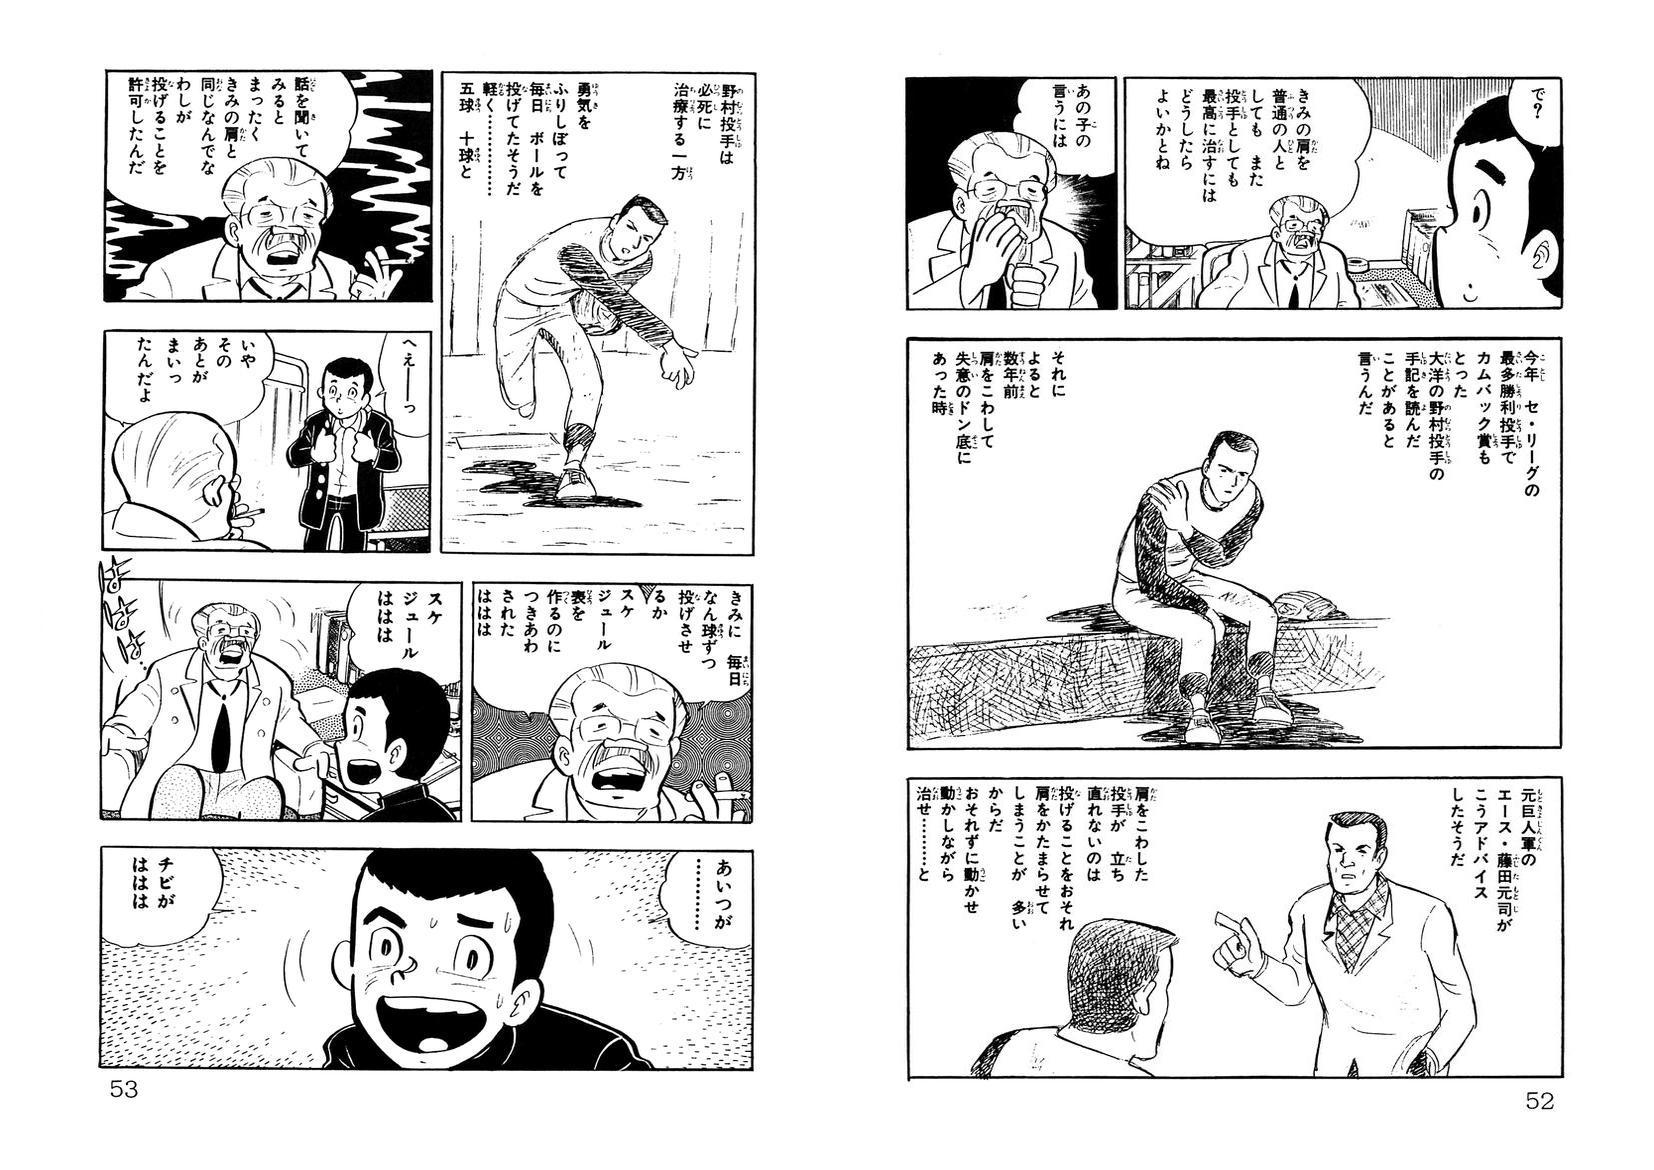 で?
きみの肩を
普通の人と
しても また
投手としても
最高に治すには
どうしたら
よいかとね
あの子の
言うには
今年 セ・リーグの
最多勝利投手で
カムバック賞も
とった
大洋の野村投手の
手記を読んだ
ことがあると
言うんだ
それに
よると
数年前
肩をこわして
失意のドン底に
あった時
元巨人軍の
エース・藤田元司が
こうアドバイス
したそうだ
肩をこわした
投手が 立ち
直れないのは
投げることをおそれ
肩をかたまらせて
しまうことが 多い
からだ
おそれずに動かせ
動かしながら
治せ………と
52
野村投手は
必死に
治療する一方
勇気を
ふりしぼって
毎日 ボールを
投げてたそうだ
軽く……………
五球 十球と
話を聞いて
みると
まったく
きみの肩と
同じなんでな
わしが
投げることを
許可したんだ
へえーーっ
いや
その
あとが
まいっ
たんだよ
きみに 毎日
なん球ずつ
投げさせ
るか
スケ
ジュール
表を
作るのに
つきあわ
された
ははは
スケ
ジュール
ははは
はははは…
あいつが
…………
チビが
ははは
53